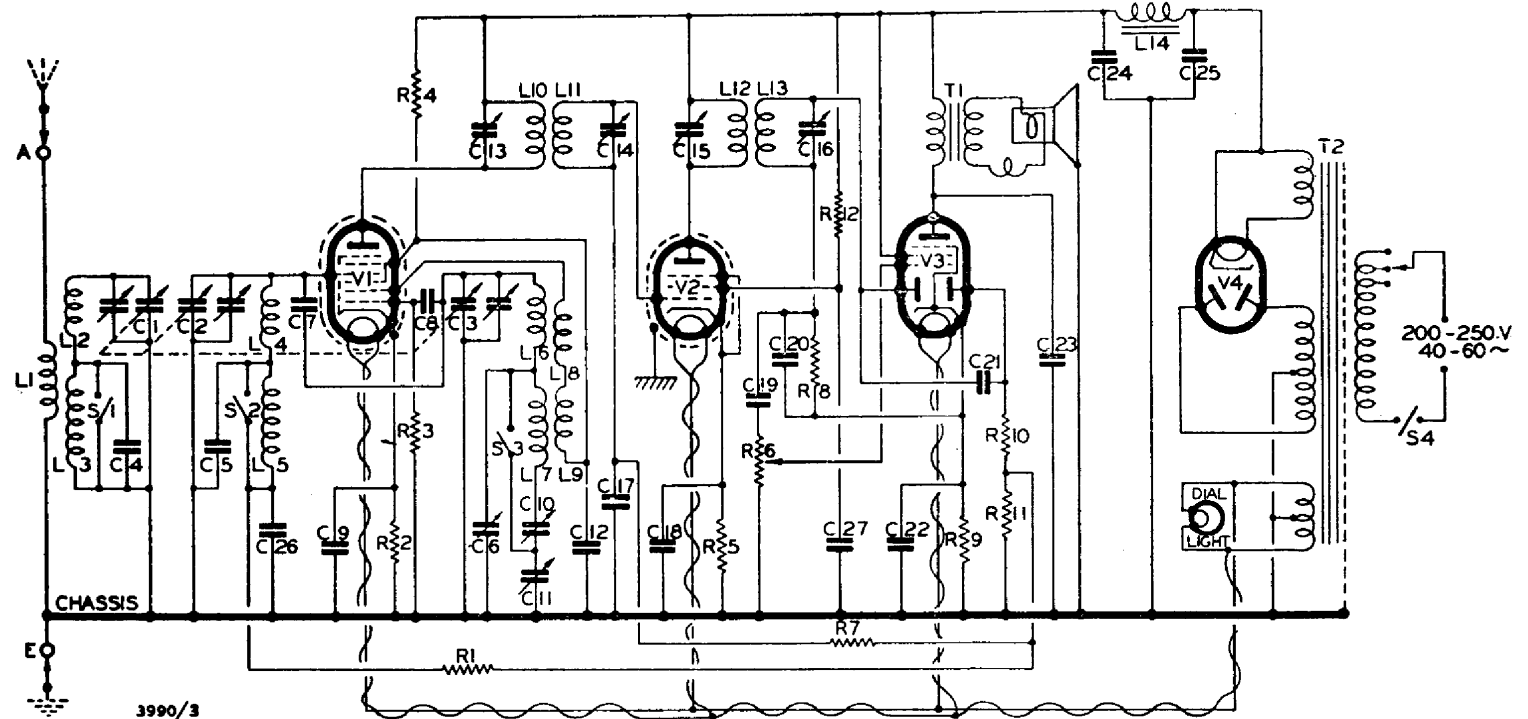 L14
C24
C25
R4
L10 L11
L12 L13
T1
T2
C13
C14
C15
C16
A
R12
V1
V2
V3
V4
C1
C2
C7
C8
C3
L2
L4
L6
L8
L1
C20
R8
C19
C21
C23
200-250.V
40-60~
S1
S2
S3
S4
L3
C4
C5
L5
R3
L7
L9
R6
R10
C10
C17
C26
C9
R2
C6
C12
C11
C18
R5
C27
C22
R9
R11
DIAL
LIGHT
CHASSIS
E
R7
R1
3990/3